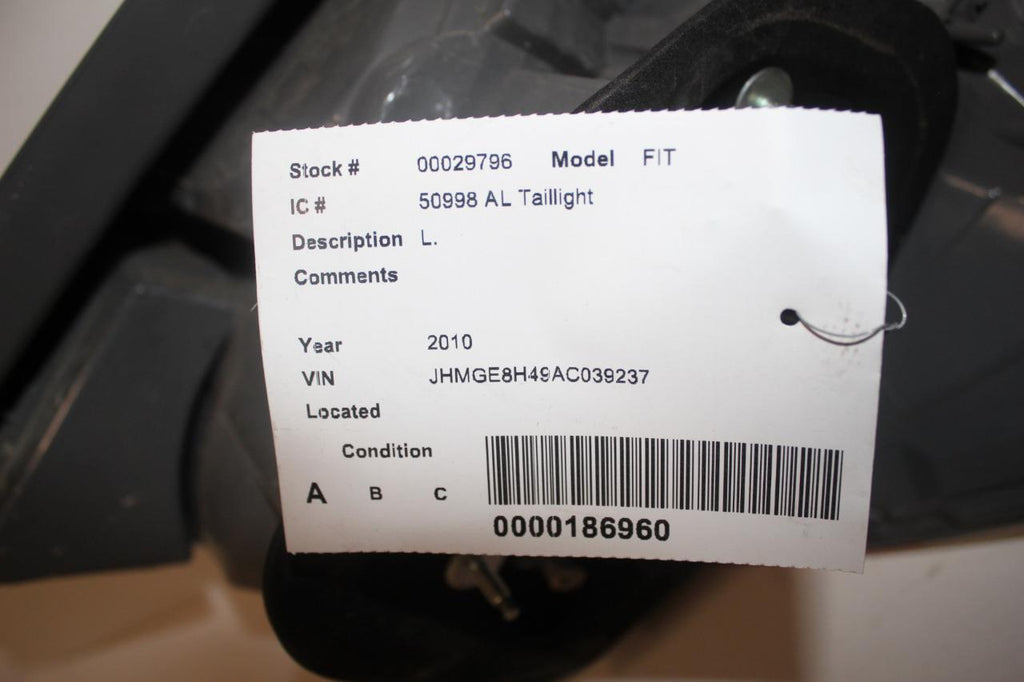 Stock # 00029796 Model FIT
IC # 50998 AL Taillight
Description L.
Comments
Year 2010
VIN JHMGE8H49AC039237
Located
Condition
A B C
0000186960